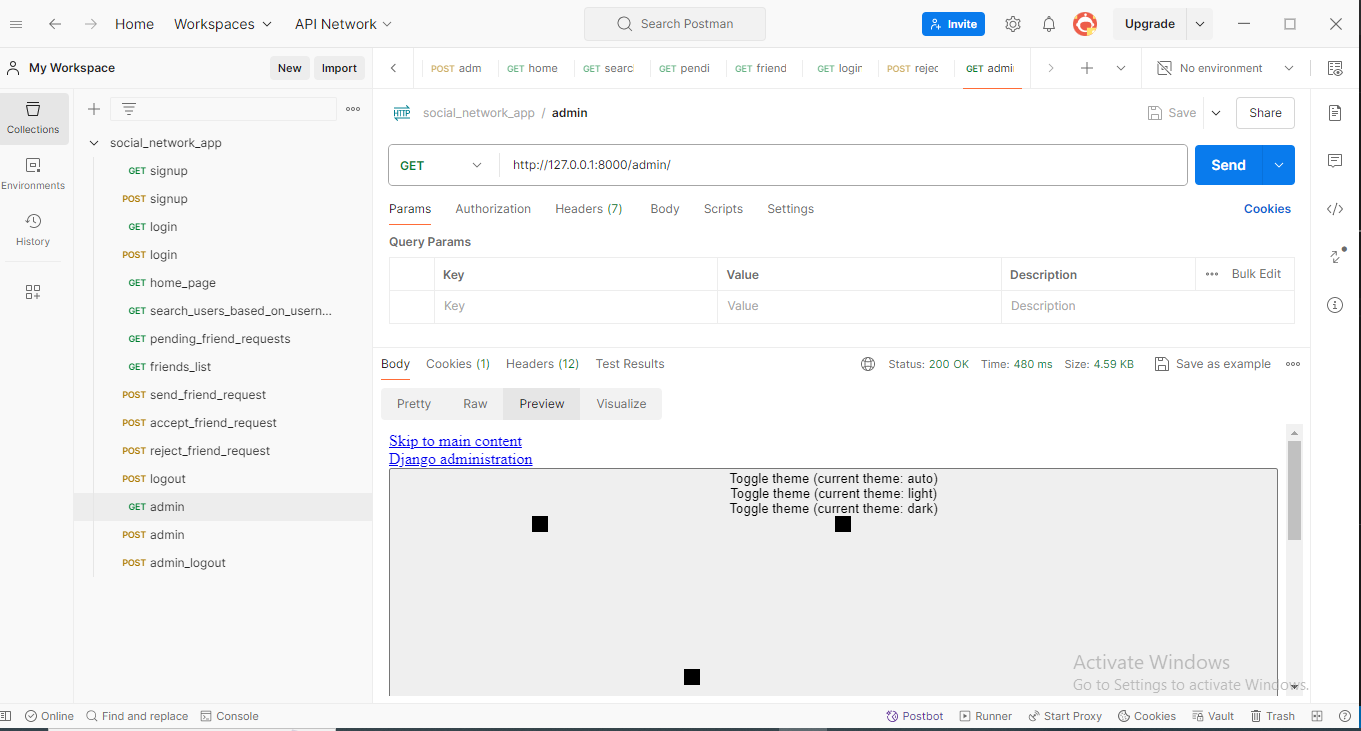 Home Workspaces API Network Search Postman Invite Upgrade
My Workspace New Import POST adm GET home GET searc GET pendi GET friend GET login POST rejec GET admi No environment
Collections
Environments
History
social_network_app
GET signup
POST signup
GET login
POST login
GET home_page
GET search_users_based_on_usern...
GET pending_friend_requests
GET friends_list
POST send_friend_request
POST accept_friend_request
POST reject_friend_request
POST logout
GET admin
POST admin
POST admin_logout
HTTP social_network_app / admin Save Share
GET http://127.0.0.1:8000/admin/ Send
Params Authorization Headers (7) Body Scripts Settings Cookies
Query Params
Key Value Description Bulk Edit
Key Value Description
Body Cookies (1) Headers (12) Test Results Status: 200 OK Time: 480 ms Size: 4.59 KB Save as example
Pretty Raw Preview Visualize
Skip to main content
Django administration
Toggle theme (current theme: auto)
Toggle theme (current theme: light)
Toggle theme (current theme: dark)
Activate Windows
Go to Settings to activate Windows.
Online Find and replace Console Postbot Runner Start Proxy Cookies Vault Trash